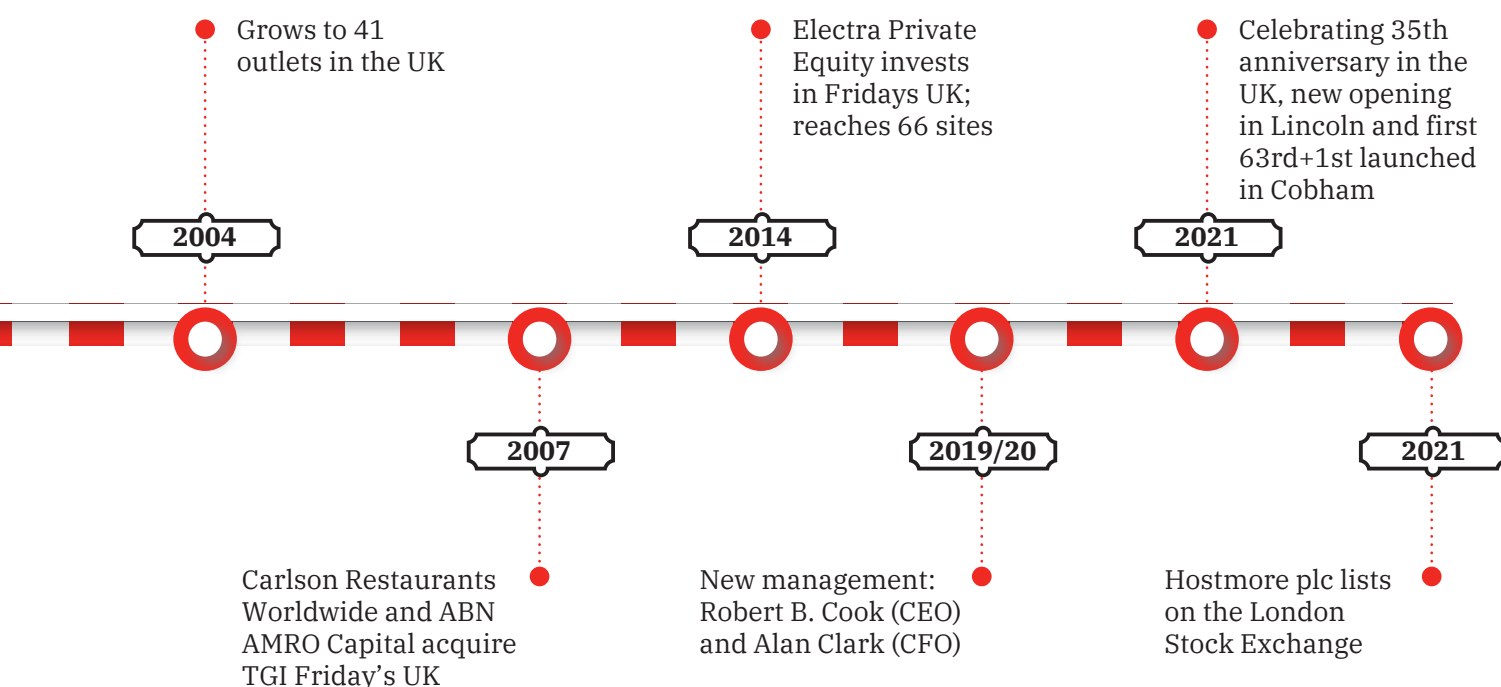 Grows to 41
outlets in the UK
2004
Carlson Restaurants
Worldwide and ABN
AMRO Capital acquire
TGI Friday’s UK
2007
Electra Private
Equity invests
in Fridays UK;
reaches 66 sites
2014
New management:
Robert B. Cook (CEO)
and Alan Clark (CFO)
2019/20
Celebrating 35th
anniversary in the
UK, new opening
in Lincoln and first
63rd+1st launched
in Cobham
2021
Hostmore plc lists
on the London
Stock Exchange
2021